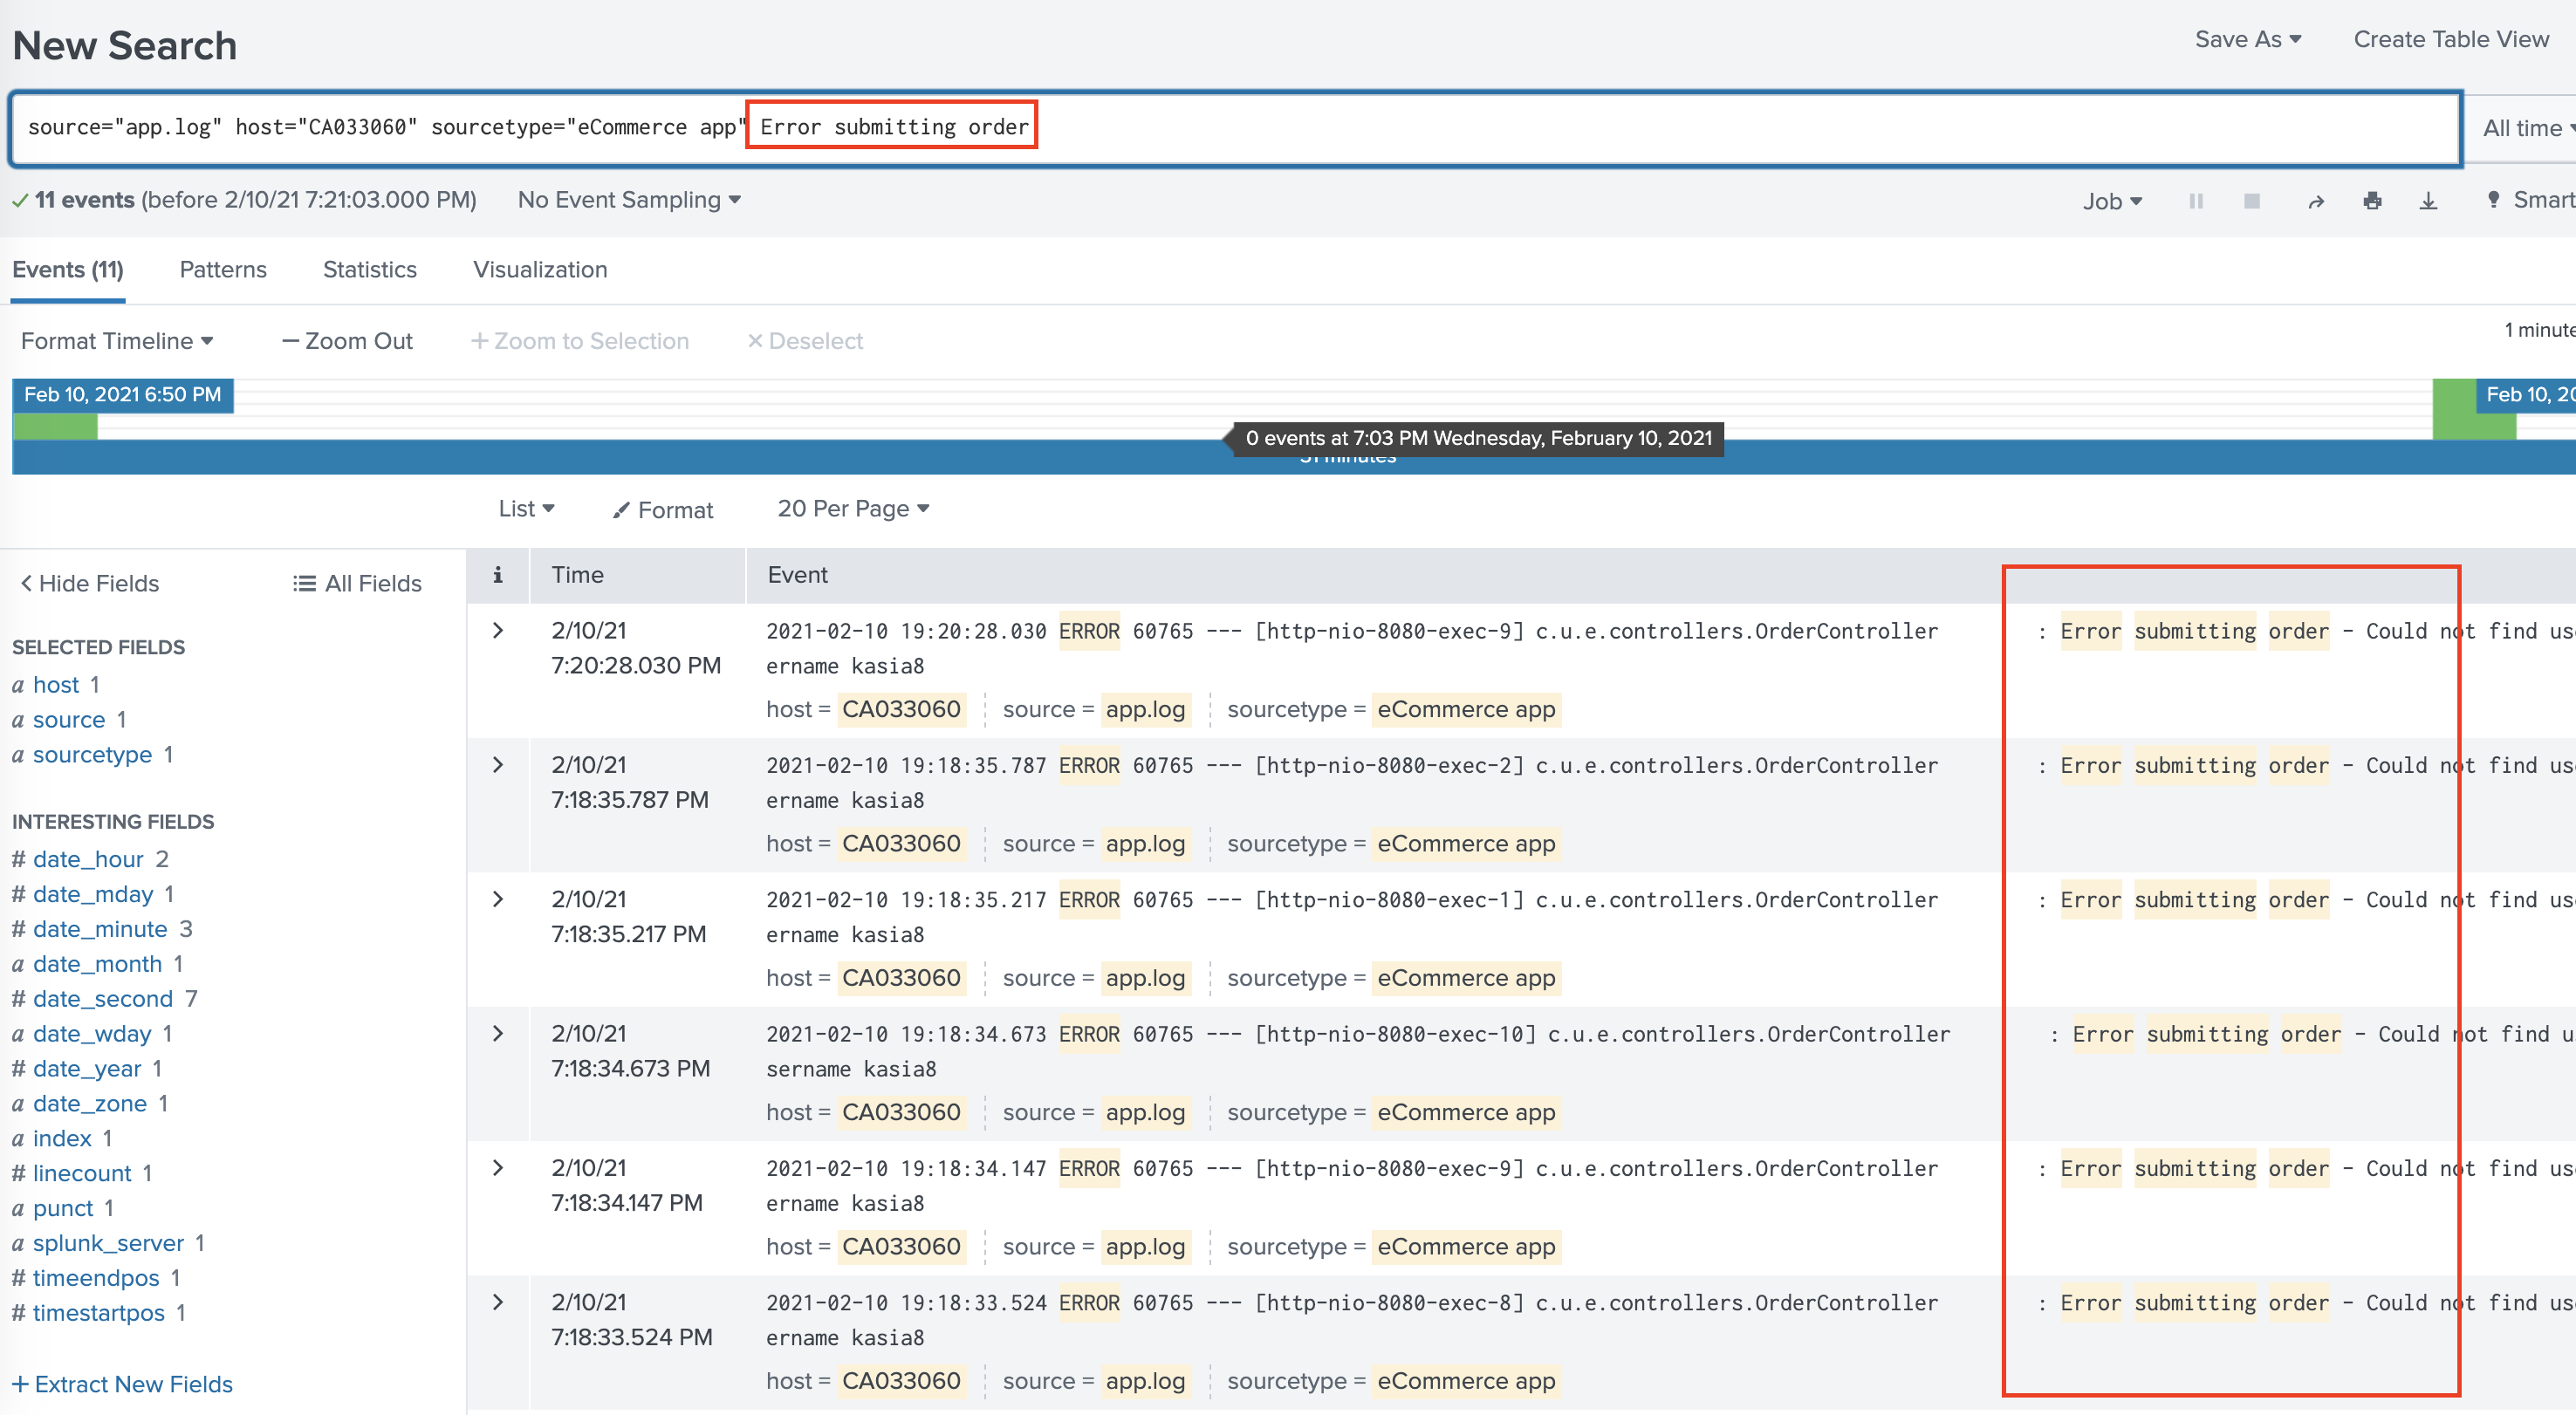 New Search
Save As
Create Table View
source="app.log" host="CA033060" sourcetype="eCommerce app" Error submitting order
All time
11 events (before 2/10/21 7:21:03.000 PM)
No Event Sampling
Job
Smart
Events (11)
Patterns
Statistics
Visualization
Format Timeline
— Zoom Out
+ Zoom to Selection
× Deselect
1 minute
Feb 10, 2021 6:50 PM
Feb 10, 20
0 events at 7:03 PM Wednesday, February 10, 2021
List
Format
20 Per Page
< Hide Fields
All Fields
SELECTED FIELDS
a host 1
a source 1
a sourcetype 1
INTERESTING FIELDS
# date_hour 2
# date_mday 1
# date_minute 3
a date_month 1
# date_second 7
a date_wday 1
# date_year 1
a date_zone 1
a index 1
# linecount 1
a punct 1
a splunk_server 1
# timeendpos 1
# timestartpos 1
+ Extract New Fields
i Time Event
2/10/21
7:20:28.030 PM
2021-02-10 19:20:28.030 ERROR 60765 --- [http-nio-8080-exec-9] c.u.e.controllers.OrderController : Error submitting order - Could not find us
ername kasia8
host = CA033060 source = app.log sourcetype = eCommerce app
2/10/21
7:18:35.787 PM
2021-02-10 19:18:35.787 ERROR 60765 --- [http-nio-8080-exec-2] c.u.e.controllers.OrderController : Error submitting order - Could not find us
ername kasia8
host = CA033060 source = app.log sourcetype = eCommerce app
2/10/21
7:18:35.217 PM
2021-02-10 19:18:35.217 ERROR 60765 --- [http-nio-8080-exec-1] c.u.e.controllers.OrderController : Error submitting order - Could not find us
ername kasia8
host = CA033060 source = app.log sourcetype = eCommerce app
2/10/21
7:18:34.673 PM
2021-02-10 19:18:34.673 ERROR 60765 --- [http-nio-8080-exec-10] c.u.e.controllers.OrderController : Error submitting order - Could not find u
sername kasia8
host = CA033060 source = app.log sourcetype = eCommerce app
2/10/21
7:18:34.147 PM
2021-02-10 19:18:34.147 ERROR 60765 --- [http-nio-8080-exec-9] c.u.e.controllers.OrderController : Error submitting order - Could not find us
ername kasia8
host = CA033060 source = app.log sourcetype = eCommerce app
2/10/21
7:18:33.524 PM
2021-02-10 19:18:33.524 ERROR 60765 --- [http-nio-8080-exec-8] c.u.e.controllers.OrderController : Error submitting order - Could not find us
ername kasia8
host = CA033060 source = app.log sourcetype = eCommerce app